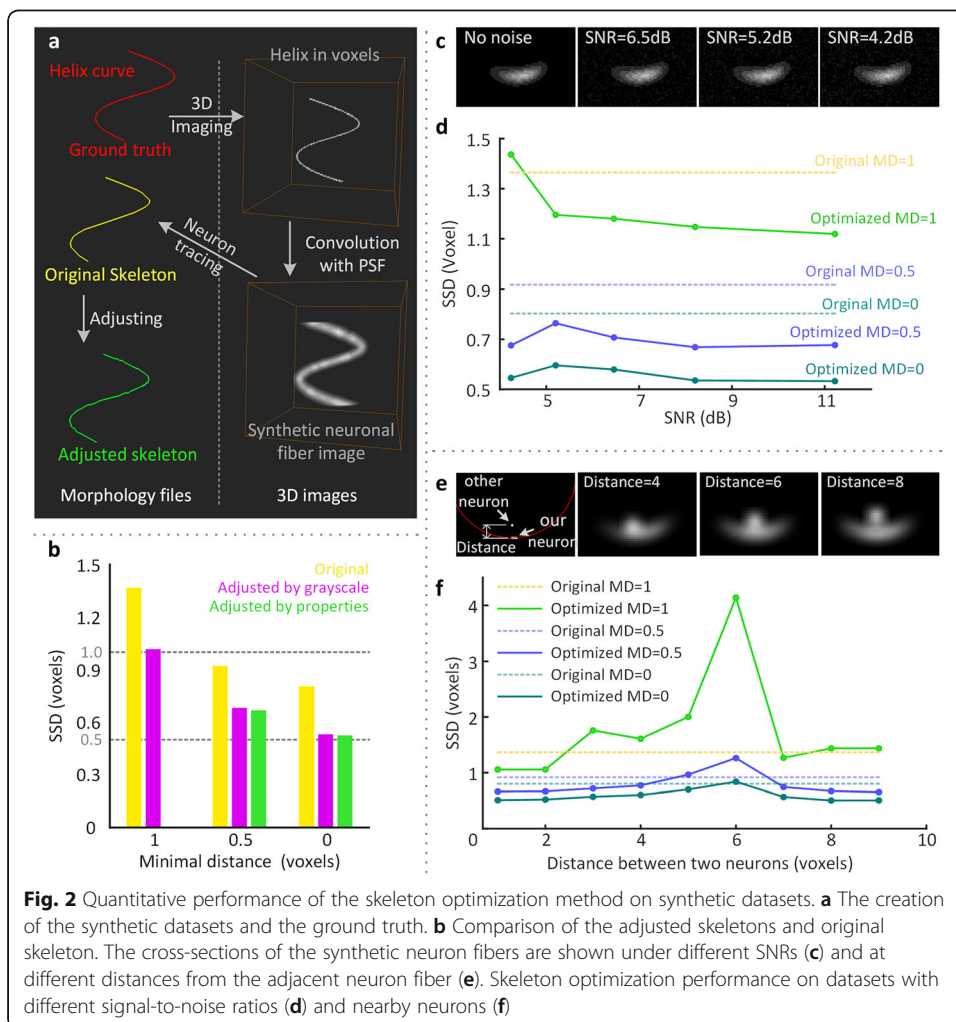 a
Helix curve
Ground truth
3D
Imaging
Helix in voxels
Convolution
with PSF
Neuron
tracing
Original Skeleton
Adjusting
Adjusted skeleton
Synthetic neuronal
fiber image
Morphology files
3D images
b
1.5
1.2
1.0
0.9
0.6
0.5
0.3
0
SSD (voxels)
Original
Adjusted by grayscale
Adjusted by properties
1
0.5
0
Minimal distance (voxels)
c
No noise
SNR=6.5dB
SNR=5.2dB
SNR=4.2dB
d
1.5
1.3
1.1
0.9
0.7
0.5
SSD (Voxel)
Original MD=1
Optimiazed MD=1
Orginal MD=0.5
Orginal MD=0
Optimized MD=0.5
Optimized MD=0
5
7
9
11
SNR (dB)
e
other
neuron
our
neuron
Distance
Distance=4
Distance=6
Distance=8
f
Original MD=1
Optimized MD=1
Original MD=0.5
Optimized MD=0.5
Original MD=0
Optimized MD=0
4
3
2
1
0
SSD (voxels)
2
4
6
8
10
Distance between two neurons (voxels)
Fig. 2 Quantitative performance of the skeleton optimization method on synthetic datasets. a The creation
of the synthetic datasets and the ground truth. b Comparison of the adjusted skeletons and original
skeleton. The cross-sections of the synthetic neuron fibers are shown under different SNRs (c) and at
different distances from the adjacent neuron fiber (e). Skeleton optimization performance on datasets with
different signal-to-noise ratios (d) and nearby neurons (f)